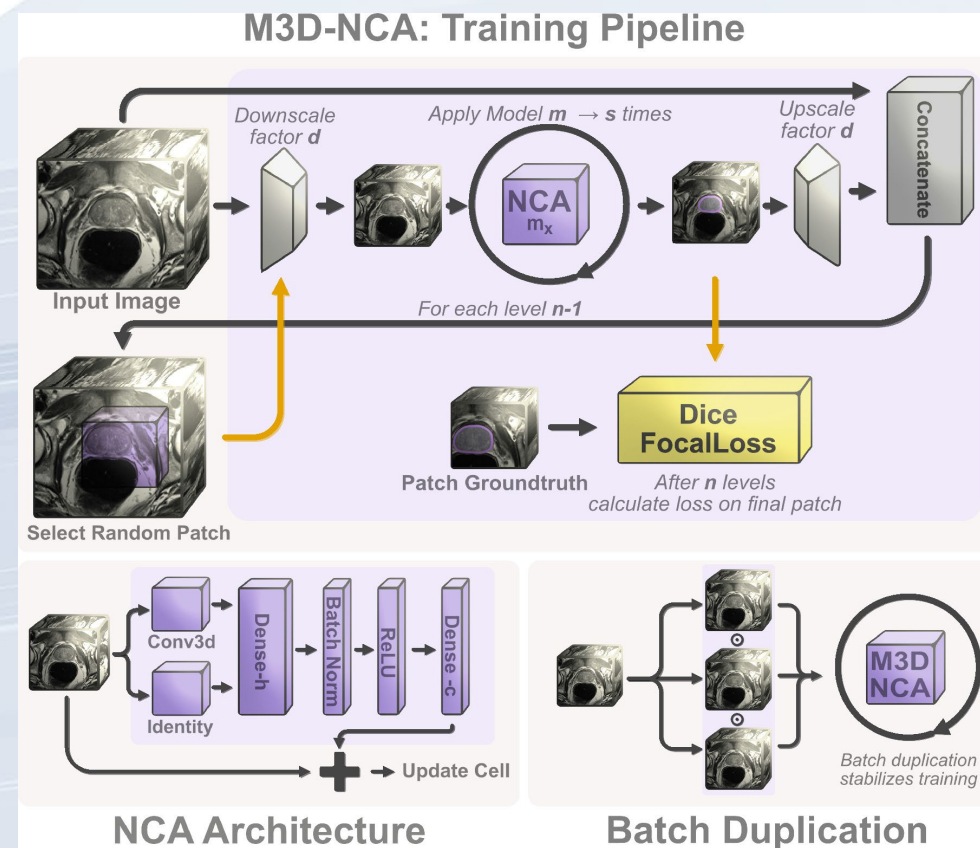 M3D-NCA: Training Pipeline
Downscale
factor d
Apply Model m → s times
Upscale
factor d
Concatenate
NCA
mx
Input Image
For each level n-1
Dice
FocalLoss
Patch Groundtruth
After n levels
calculate loss on final patch
Select Random Patch
Conv3d
Identity
Dense-h
Batch Norm
ReLU
Dense -c
Update Cell
NCA Architecture
M3D
NCA
Batch duplication
stabilizes training
Batch Duplication